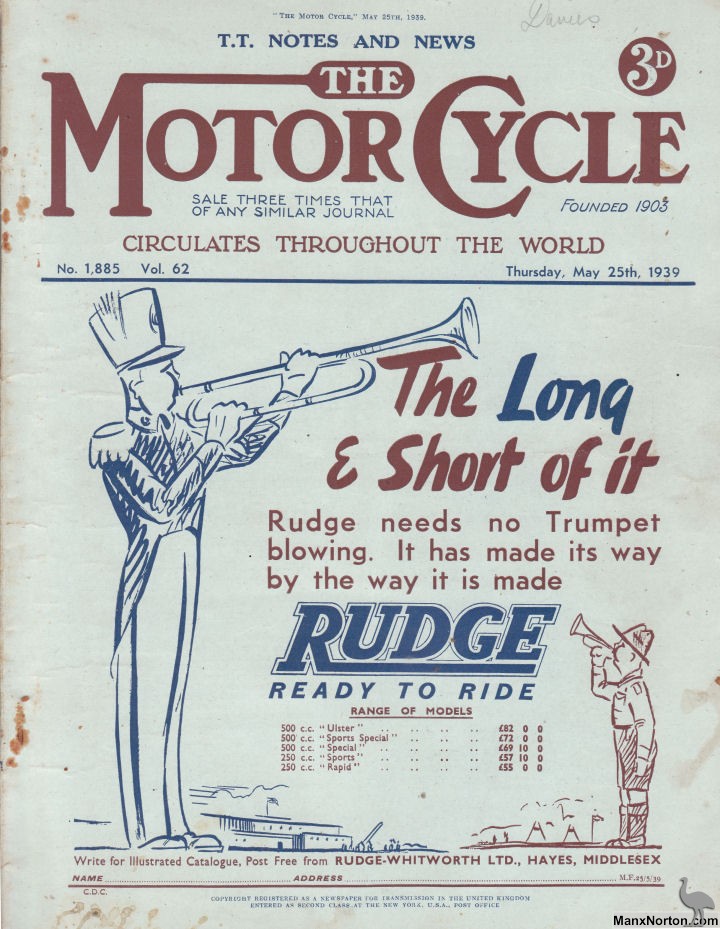 "The Motor Cycle," May 25th, 1939.
Davies
T.T. NOTES AND NEWS
3D
THE
MOTOR CYCLE
SALE THREE TIMES THAT
OF ANY SIMILAR JOURNAL
FOUNDED 1903
CIRCULATES THROUGHOUT THE WORLD
No. 1,885 Vol. 62 Thursday, May 25th, 1939
The Long
& Short of it
Rudge needs no Trumpet
blowing. It has made its way
by the way it is made
RUDGE
READY TO RIDE
RANGE OF MODELS
500 c.c. "Ulster" .. .. .. .. £82 0 0
500 c.c. "Sports Special" .. .. .. £72 0 0
500 c.c. "Special" .. .. .. .. £69 10 0
250 c.c. "Sports" .. .. .. .. £57 10 0
250 c.c. "Rapid" .. .. .. .. £55 0 0
Write for Illustrated Catalogue, Post Free from RUDGE-WHITWORTH LTD., HAYES, MIDDLESEX
NAME ADDRESS M.F.25/5/39
C.D.C.
COPYRIGHT REGISTERED AS A NEWSPAPER FOR TRANSMISSION IN THE UNITED KINGDOM
ENTERED AS SECOND CLASS AT THE NEW YORK, U.S.A., POST OFFICE
ManxNorton.com